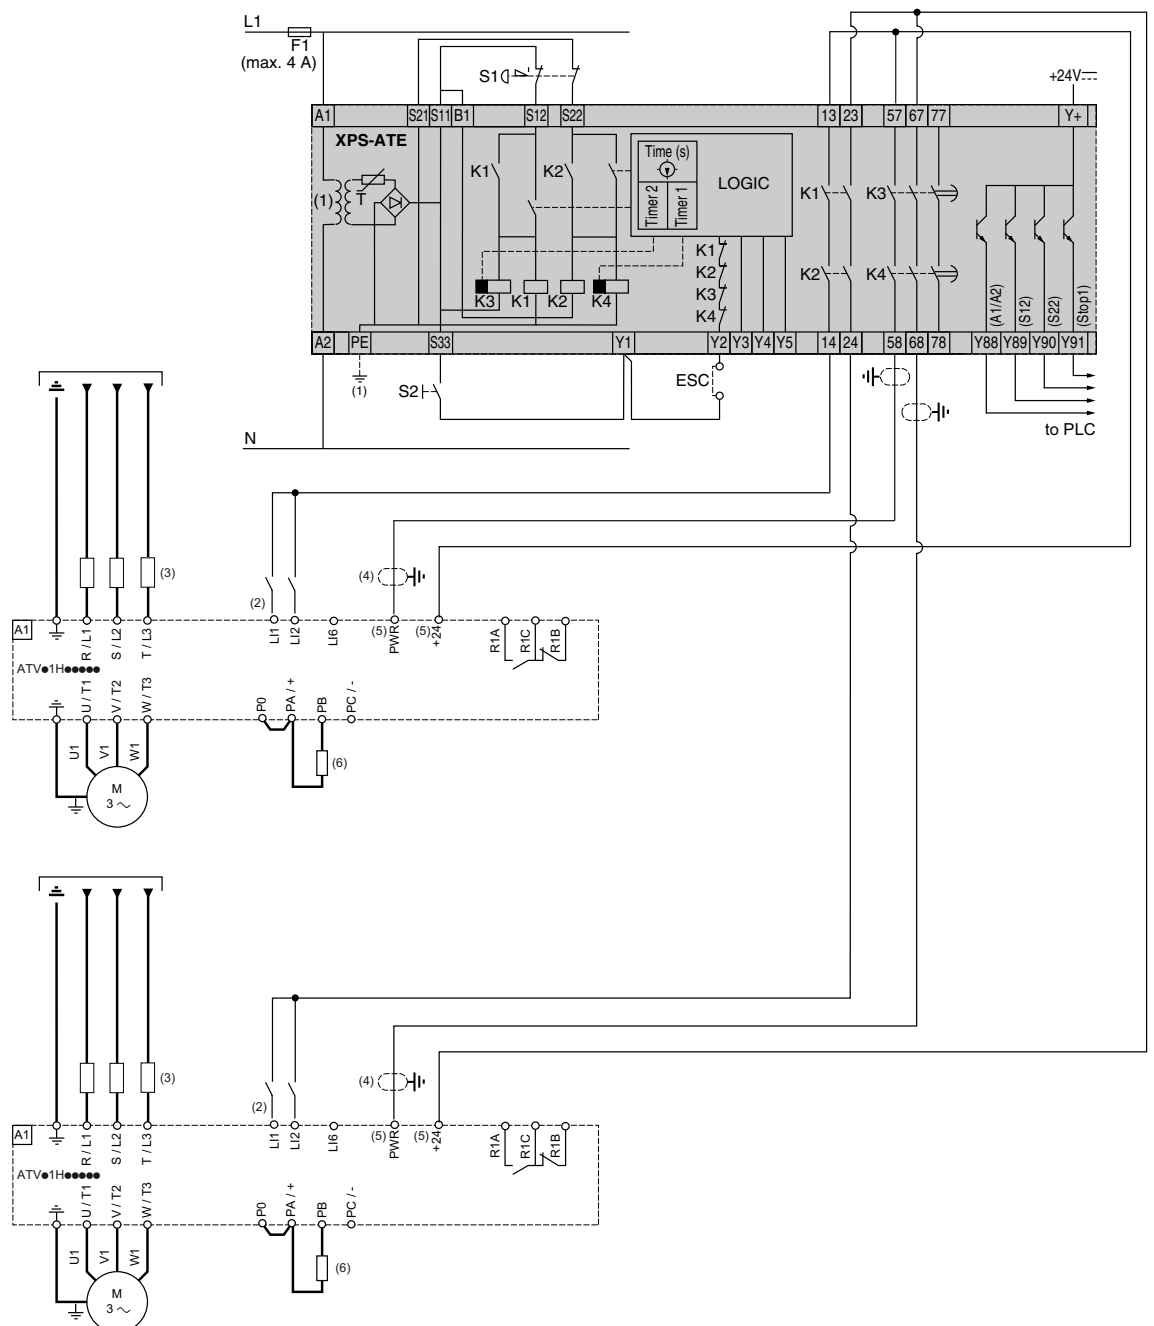 L1
F1
(max. 4 A)
S1
+24V
A1 S21 S11 B1 S12 S22 13 23 57 67 77 Y+
XPS-ATE
(1) T
K1 K2
Time (s)
Timer 2 Timer 1
LOGIC
K1 K3
K1
K2
K3
K4
K2 K4
K3 K1 K2 K4
(A1/A2) (S12) (S22) (Stop1)
A2 PE S33 Y1 Y2 Y3 Y4 Y5 14 24 58 68 78 Y88 Y89 Y90 Y91
(1)
S2
ESC
to PLC
N
(3)
(2)
(4)
(5) (5)
A1
R / L1 S / L2 T / L3
LI1 LI2 LI6 PWR +24 R1A R1C R1B
ATV●1H●●●●●
U / T1 V / T2 W / T3
P0 PA / + PB PC / -
U1 V1 W1
(6)
M
3 ~
(3)
(2)
(4)
(5) (5)
A1
R / L1 S / L2 T / L3
LI1 LI2 LI6 PWR +24 R1A R1C R1B
ATV●1H●●●●●
U / T1 V / T2 W / T3
P0 PA / + PB PC / -
U1 V1 W1
(6)
M
3 ~